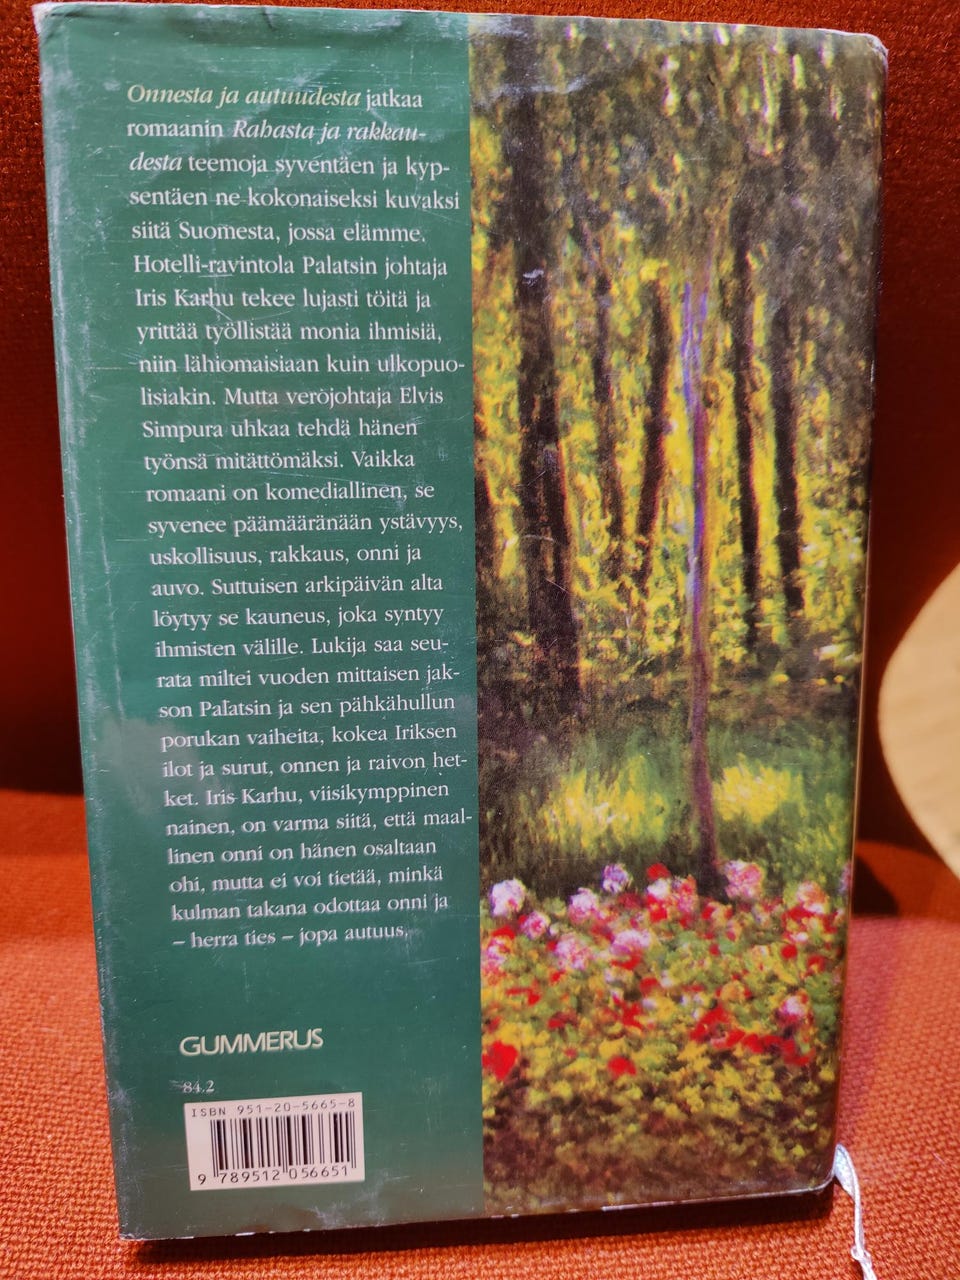 Onnesta ja autuudesta jatkaa
romaanin Rahasta ja rakkau-
desta teemoja syventäen ja kyp-
sentäen ne kokonaiseksi kuvaksi
siitä Suomesta, jossa elämme.
Hotelli-ravintola Palatsin johtaja
Iris Karhu tekee lujasti töitä ja
yrittää työllistää monia ihmisiä,
niin lähiomaisiaan kuin ulkopuo-
lisiakin. Mutta verojohtaja Elvis
Simpura uhkaa tehdä hänen
työnsä mitättömäksi. Vaikka
romaani on komediallinen, se
syvenee päämääränään ystävyys,
uskollisuus, rakkaus, onni ja
auvo. Suttuisen arkipäivän alta
löytyy se kauneus, joka syntyy
ihmisten välille. Lukija saa seu-
rata miltei vuoden mittaisen jak-
son Palatsin ja sen pähkähullun
porukan vaiheita, kokea Iriksen
ilot ja surut, onnen ja raivon het-
ket. Iris Karhu, viisikymppinen
nainen, on varma siitä, että maal-
linen onni on hänen osaltaan
ohi, mutta ei voi tietää, minkä
kulman takana odottaa onni ja
– herra ties – jopa autuus.
GUMMERUS
84.2
ISBN 951-20-5665-8
9 789512 056651